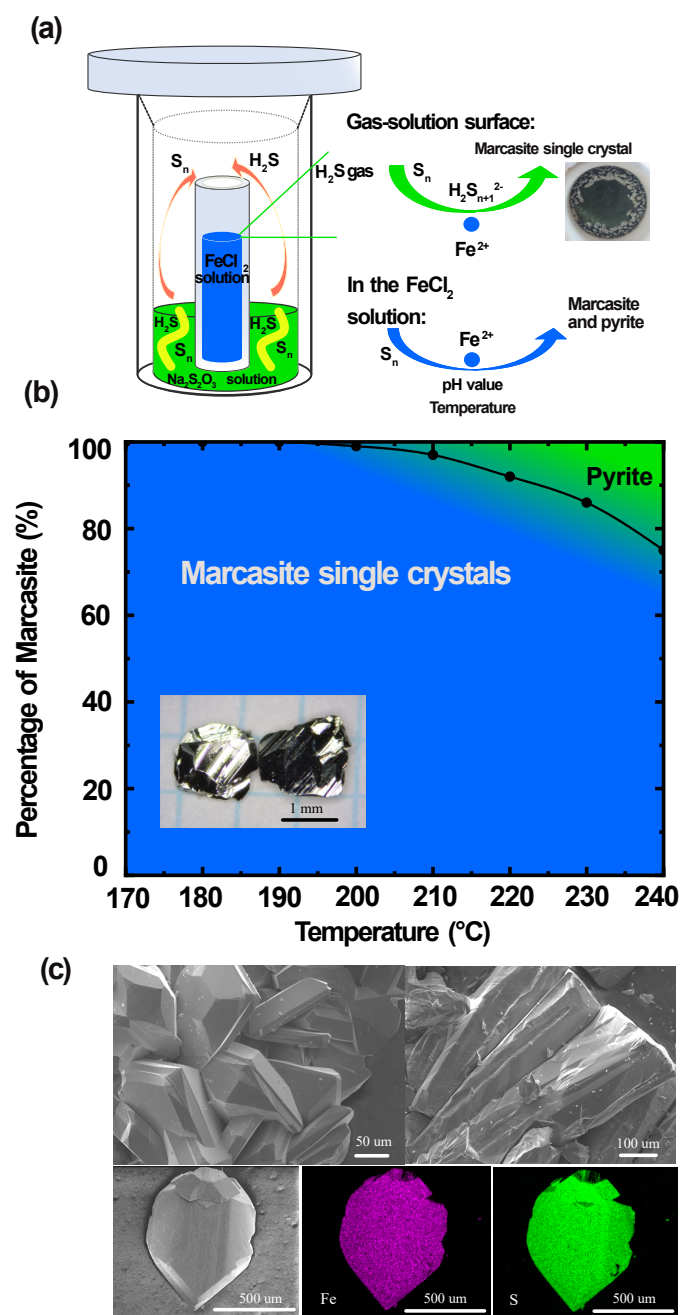 (a)
Gas-solution surface:
Marcasite single crystal
Sn
H2S
H2S gas
Sn
H2Sn+1 2-
Fe2+
FeCl2
solution
In the FeCl2
solution:
Marcasite
and pyrite
Fe2+
Sn
pH value
Temperature
H2S
H2S
Sn
Sn
Na2S2O3 solution
(b)
Percentage of Marcasite (%)
100
80
60
40
20
0
Pyrite
Marcasite single crystals
1 mm
170 180 190 200 210 220 230 240
Temperature (°C)
(c)
50 um
100 um
500 um
Fe
500 um
S
500 um